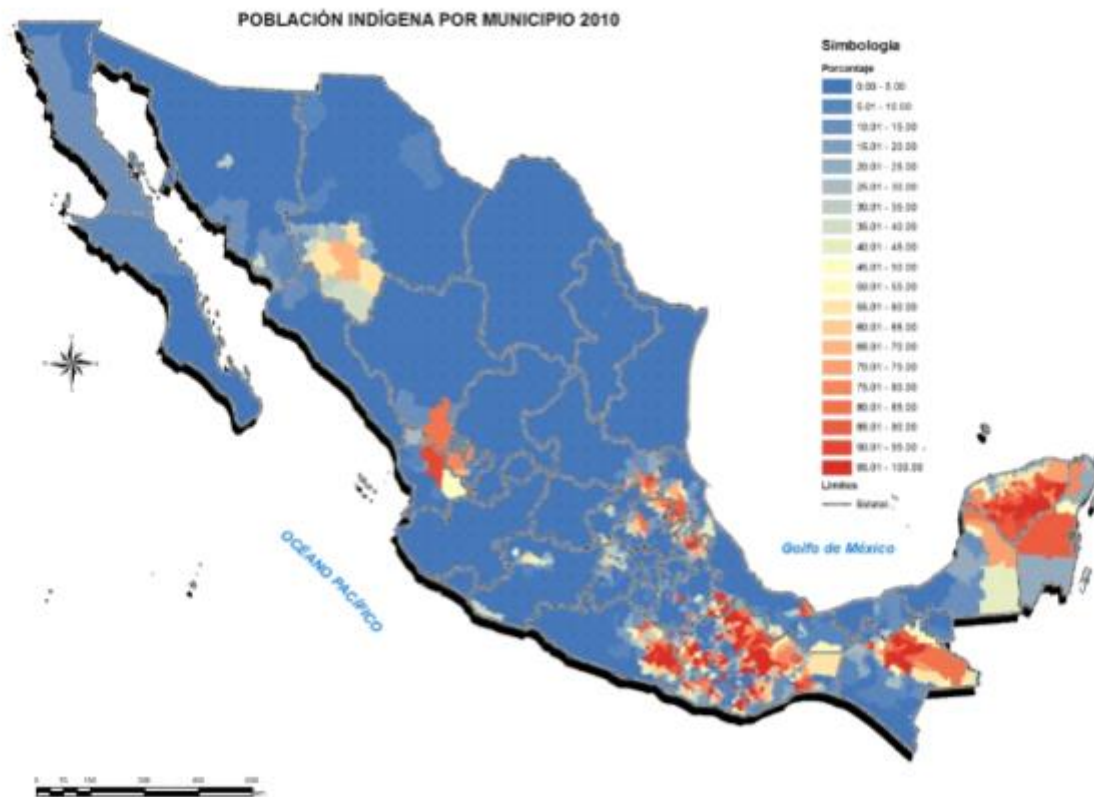 POBLACIÓN INDÍGENA POR MUNICIPIO 2010
Simbología
Porcentaje
0.00 - 5.00
5.01 - 10.00
10.01 - 15.00
15.01 - 20.00
20.01 - 25.00
25.01 - 30.00
30.01 - 35.00
35.01 - 40.00
40.01 - 45.00
45.01 - 50.00
50.01 - 55.00
55.01 - 60.00
60.01 - 65.00
65.01 - 70.00
70.01 - 75.00
75.01 - 80.00
80.01 - 85.00
85.01 - 90.00
90.01 - 95.00
95.01 - 100.00
Límites
Estatal
Golfo de México
OCÉANO PACÍFICO